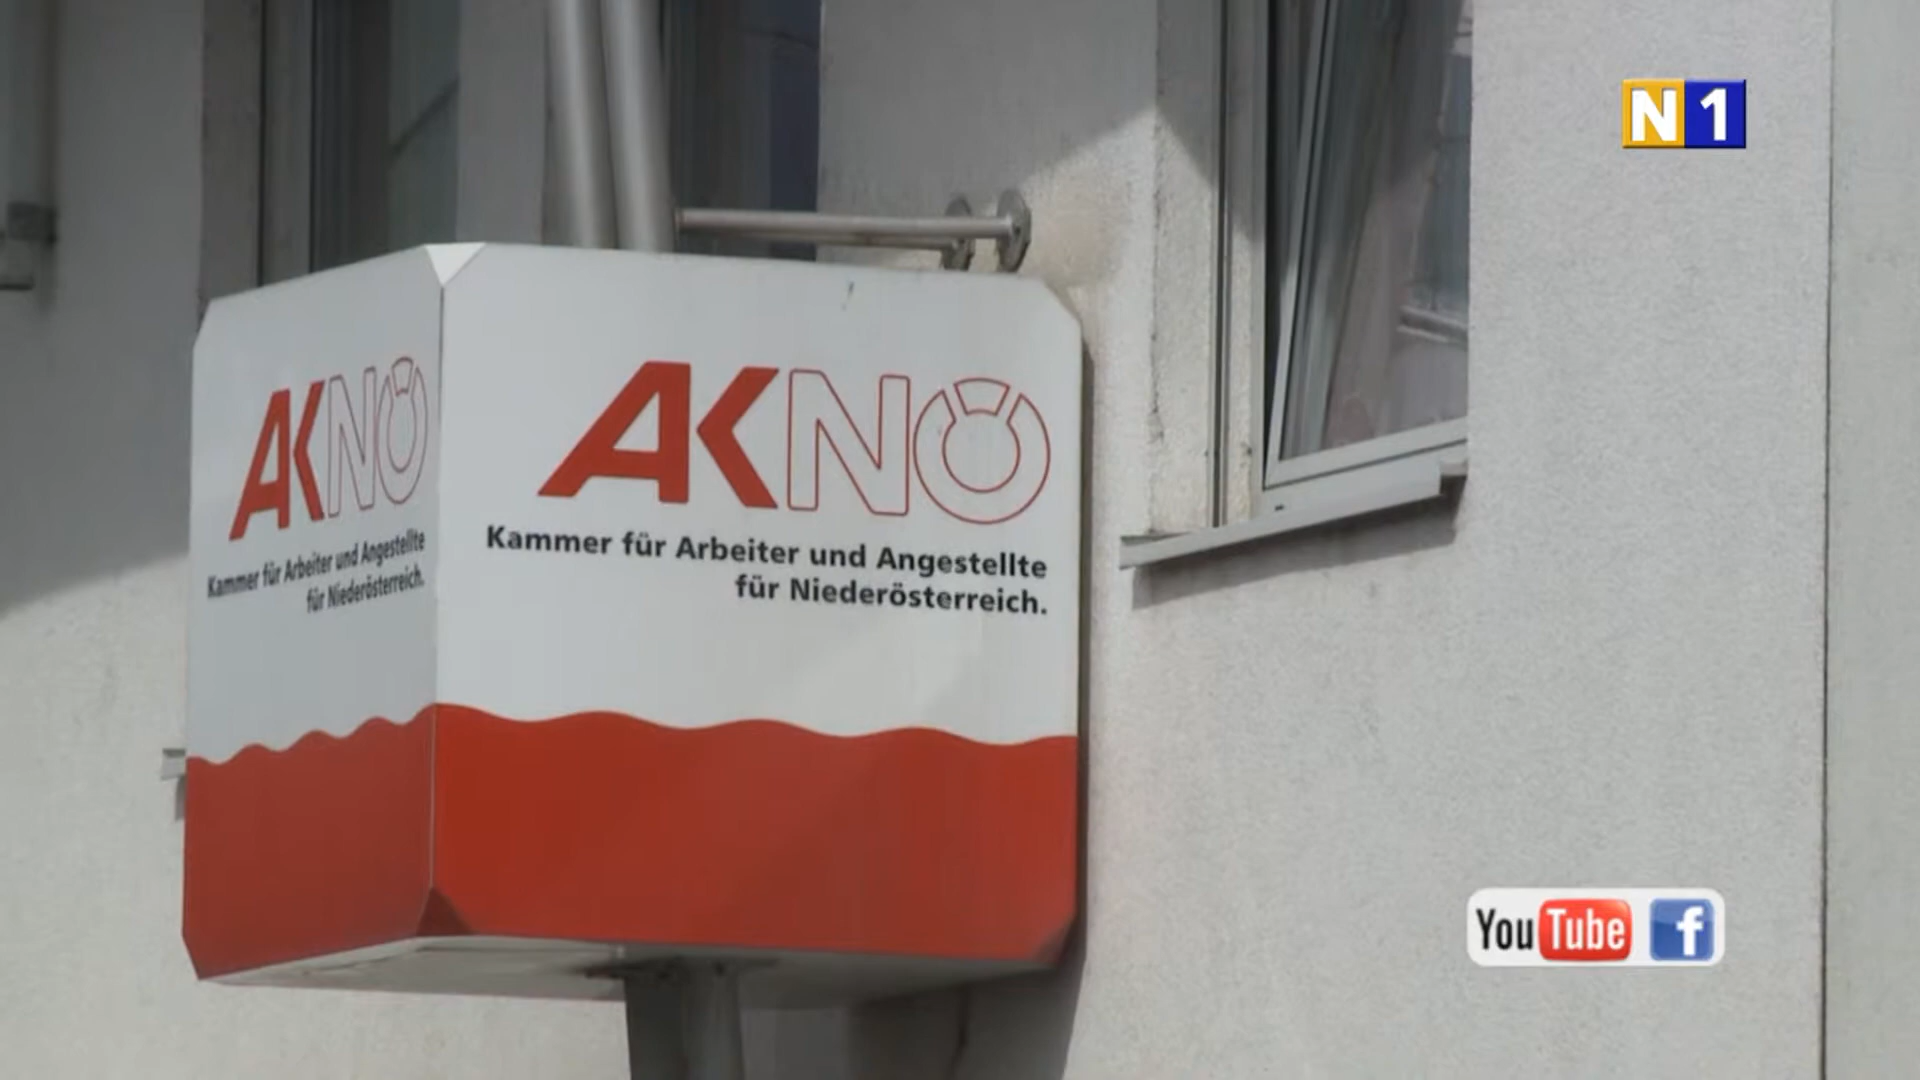 N1
AKNÖ
Kammer für Arbeiter und Angestellte
für Niederösterreich.
AKNÖ
Kammer für Arbeiter und Angestellte
für Niederösterreich.
YouTube f